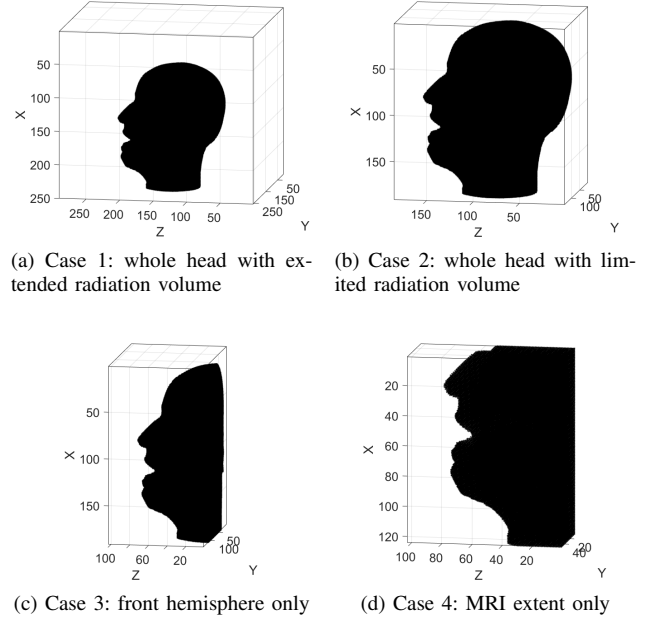 50
100
150
200
250
X
250
200
150
100
50
Z
50
150
250
Y
50
100
150
X
150
100
50
Z
50
100
Y
(a) Case 1: whole head with ex-
tended radiation volume
(b) Case 2: whole head with lim-
ited radiation volume
50
100
150
X
100
60
20
Z
50
100
Y
20
40
60
80
100
120
X
100
80
60
40
20
Z
20
40
Y
(c) Case 3: front hemisphere only
(d) Case 4: MRI extent only